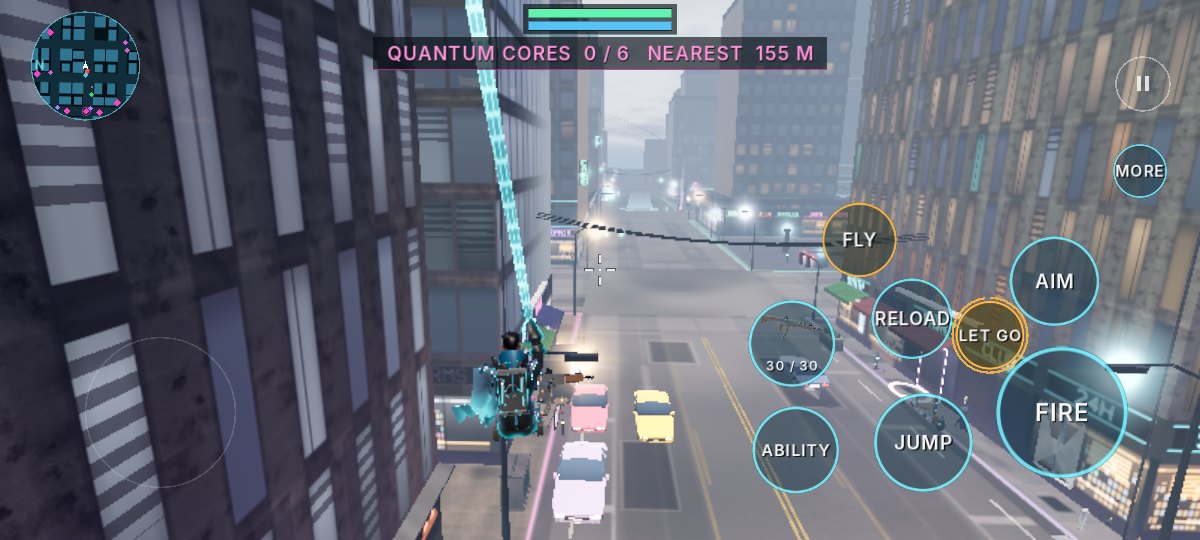 QUANTUM CORES 0 / 6 NEAREST 155 M
N
MORE
FLY
AIM
RELOAD
LET GO
30 / 30
FIRE
24H
JUMP
ABILITY